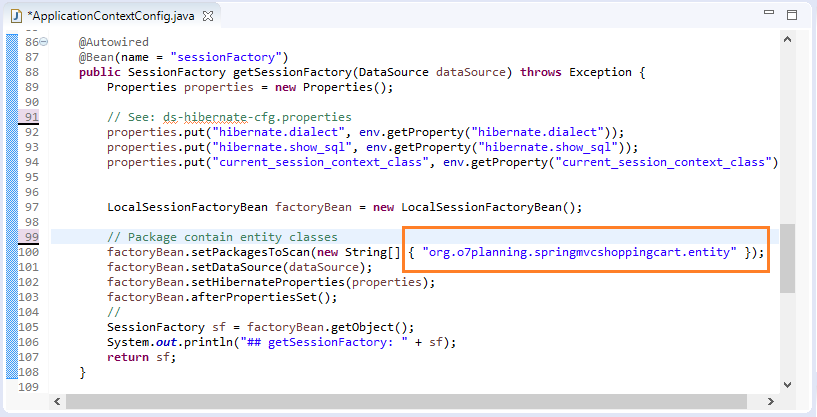 *ApplicationContextConfig.java
86 @Autowired
87 @Bean(name = "sessionFactory")
88 public SessionFactory getSessionFactory(DataSource dataSource) throws Exception {
89 Properties properties = new Properties();
90
91 // See: ds-hibernate-cfg.properties
92 properties.put("hibernate.dialect", env.getProperty("hibernate.dialect"));
93 properties.put("hibernate.show_sql", env.getProperty("hibernate.show_sql"));
94 properties.put("current_session_context_class", env.getProperty("current_session_context_class")
95
96
97 LocalSessionFactoryBean factoryBean = new LocalSessionFactoryBean();
98
99 // Package contain entity classes
100 factoryBean.setPackagesToScan(new String[] { "org.o7planning.springmvcshoppingcart.entity" });
101 factoryBean.setDataSource(dataSource);
102 factoryBean.setHibernateProperties(properties);
103 factoryBean.afterPropertiesSet();
104 //
105 SessionFactory sf = factoryBean.getObject();
106 System.out.println("## getSessionFactory: " + sf);
107 return sf;
108 }
109